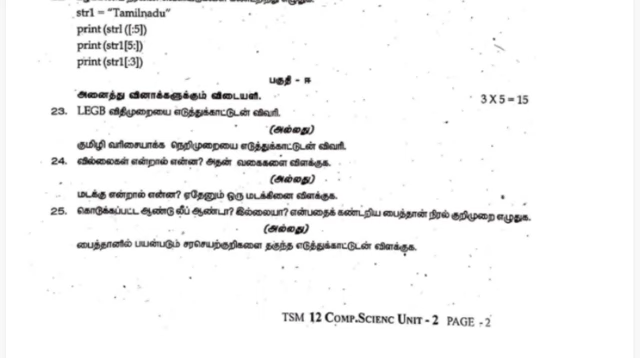 str1 = "Tamilnadu"
print (strl ([:5])
print (str1[5:])
print (str1[:3])
பகுதி - ஈ
அனைத்து வினாக்களுக்கும் விடையளி. 3 X 5 = 15
23. LEGB விதிமுறையை எடுத்துக்காட்டுடன் விவரி.
(அல்லது)
குமிழி வரிசையாக்க நெறிமுறையை எடுத்துக்காட்டுடன் விவரி.
24. வில்லைகள் என்றால் என்ன? அதன் வகைகளை விளக்குக.
(அல்லது)
மடக்கு என்றால் என்ன? ஏதேனும் ஒரு மடக்கினை விளக்குக.
25. கொடுக்கப்பட்ட ஆண்டு லீப் ஆண்டா? இல்லையா? என்பதைக் கண்டறிய பைத்தான் நிரல் குறிமுறை எழுதுக.
(அல்லது)
பைத்தானில் பயன்படும் சரசெயற்குறிகளை தகுந்த எடுத்துக்காட்டுடன் விளக்குக.
TSM 12 COMP.SCIENC UNIT - 2 PAGE - 2